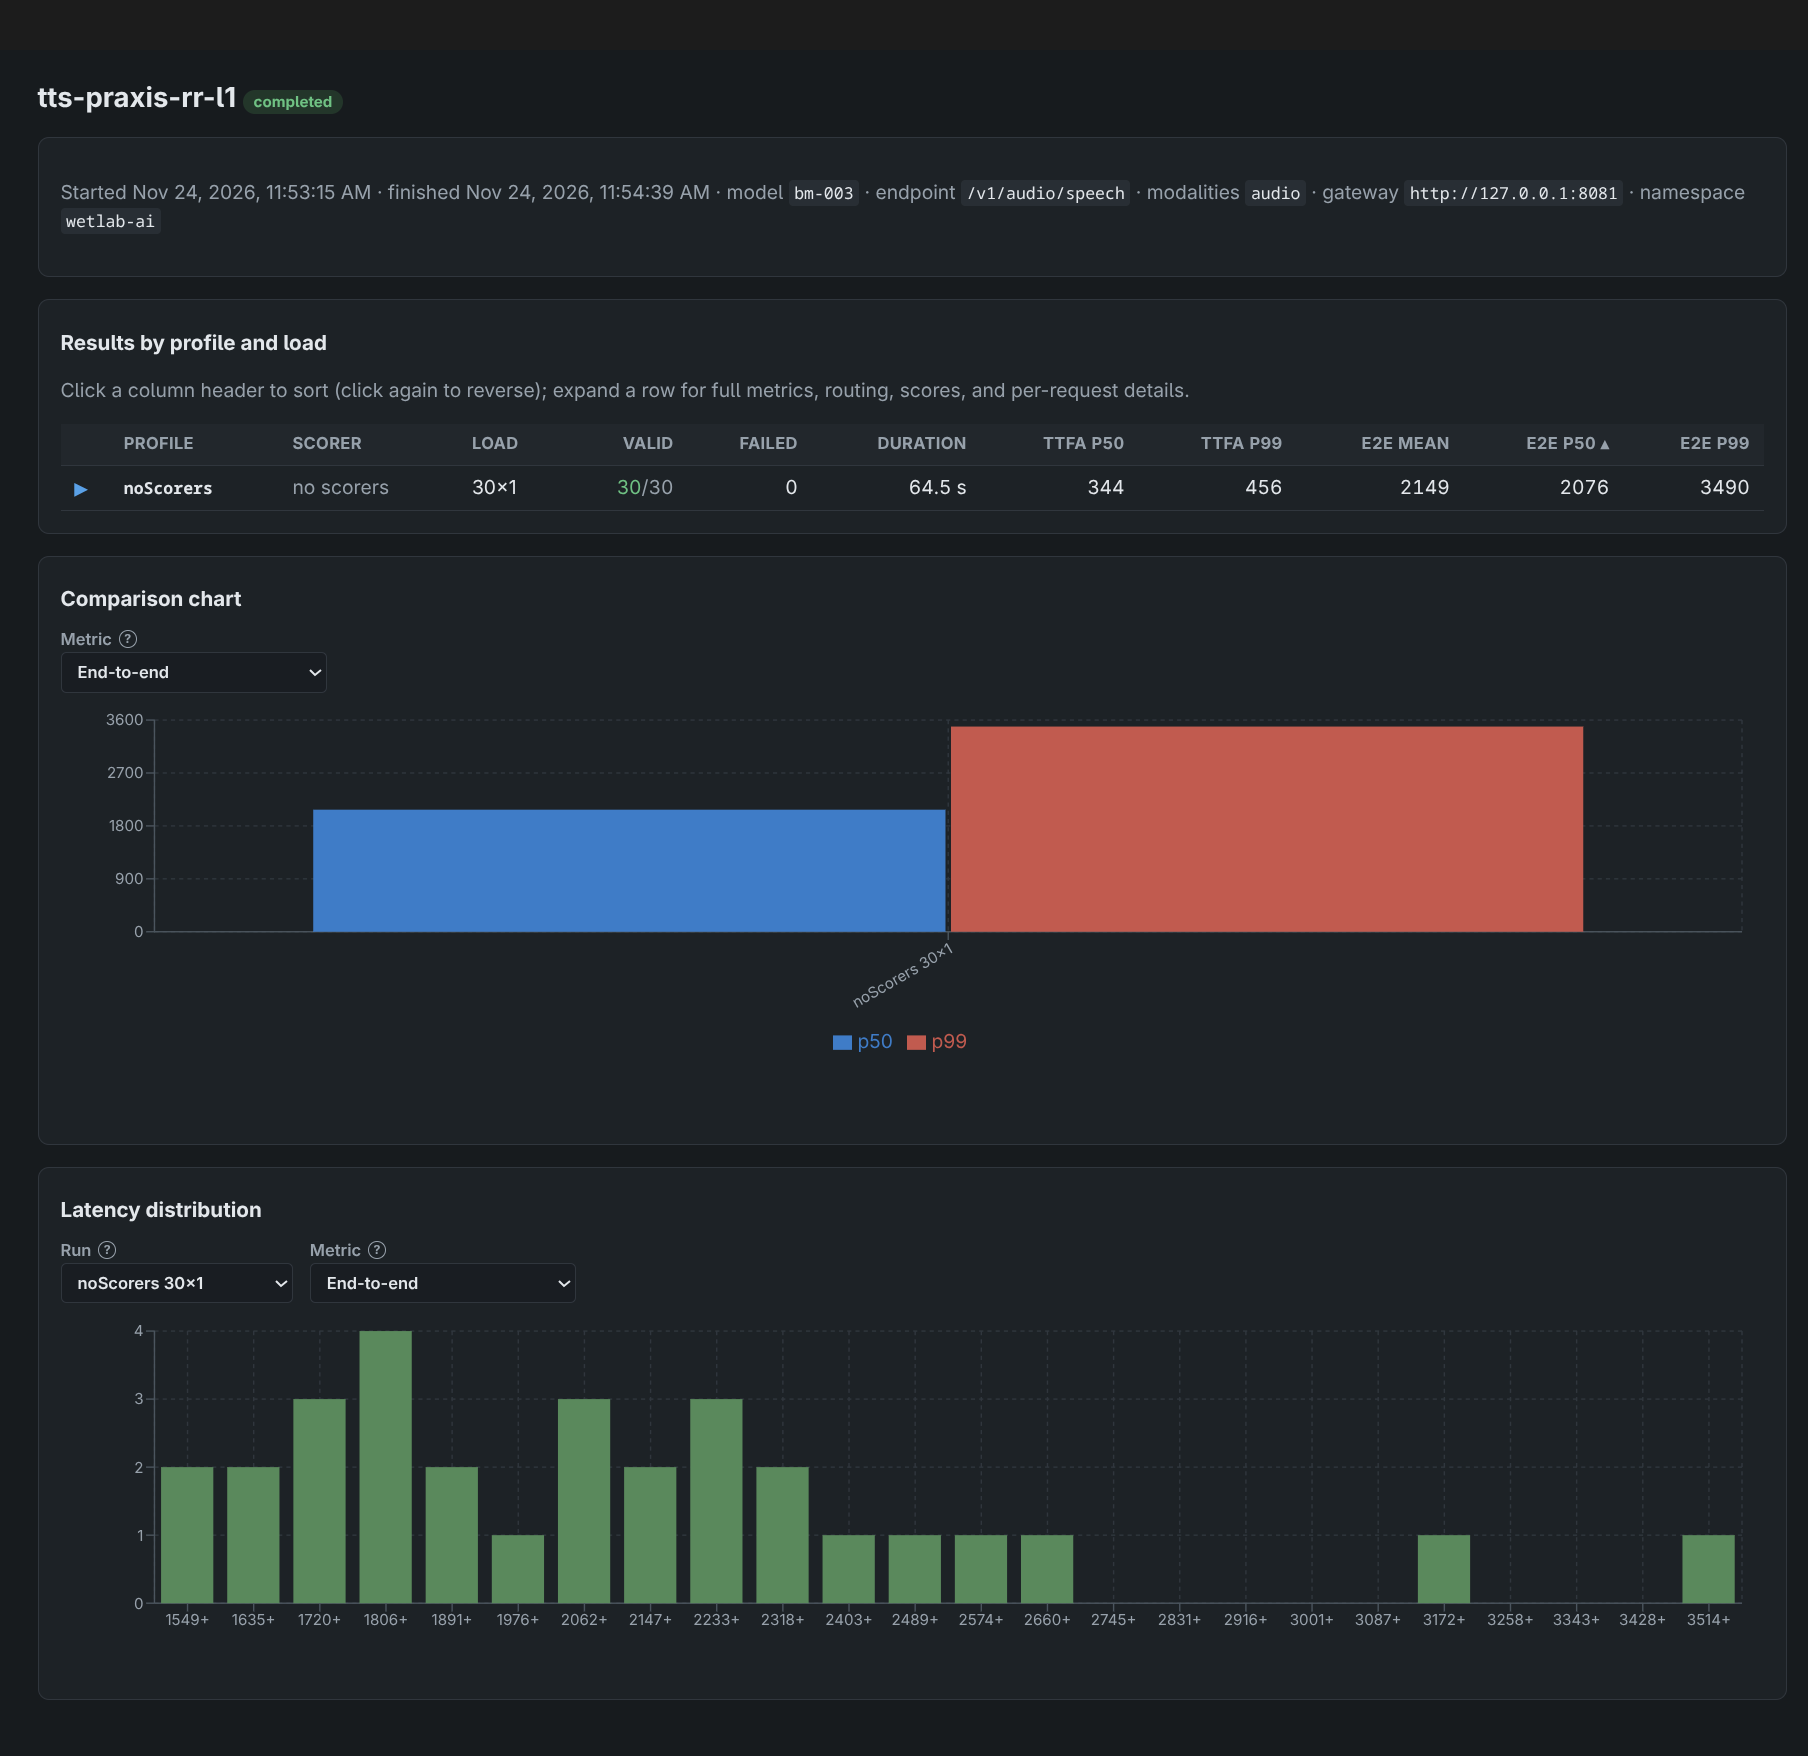 tts-praxis-rr-l1 completed
Started Nov 24, 2026, 11:53:15 AM · finished Nov 24, 2026, 11:54:39 AM · model bm-003 · endpoint /v1/audio/speech · modalities audio · gateway http://127.0.0.1:8081 · namespace
wetlab-ai
Results by profile and load
Click a column header to sort (click again to reverse); expand a row for full metrics, routing, scores, and per-request details.
PROFILE SCORER LOAD VALID FAILED DURATION TTFA P50 TTFA P99 E2E MEAN E2E P50 ▲ E2E P99
▶ noScorers no scorers 30×1 30/30 0 64.5 s 344 456 2149 2076 3490
Comparison chart
Metric ?
End-to-end
3600
2700
1800
900
0
noScorers 30×1
p50 p99
Latency distribution
Run ? Metric ?
noScorers 30×1 End-to-end
4
3
2
1
0
1549+ 1635+ 1720+ 1806+ 1891+ 1976+ 2062+ 2147+ 2233+ 2318+ 2403+ 2489+ 2574+ 2660+ 2745+ 2831+ 2916+ 3001+ 3087+ 3172+ 3258+ 3343+ 3428+ 3514+